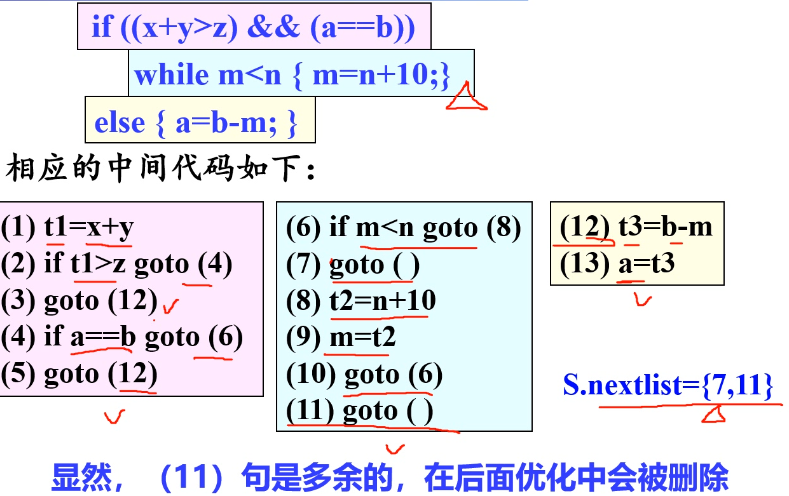 if ((x+y>z) && (a==b))
while m<n { m=n+10;}
else { a=b-m; }
相应的中间代码如下：
(1) t1=x+y
(2) if t1>z goto (4)
(3) goto (12)
(4) if a==b goto (6)
(5) goto (12)
(6) if m<n goto (8)
(7) goto ( )
(8) t2=n+10
(9) m=t2
(10) goto (6)
(11) goto ( )
(12) t3=b-m
(13) a=t3
S.nextlist={7,11}
显然，（11）句是多余的，在后面优化中会被删除